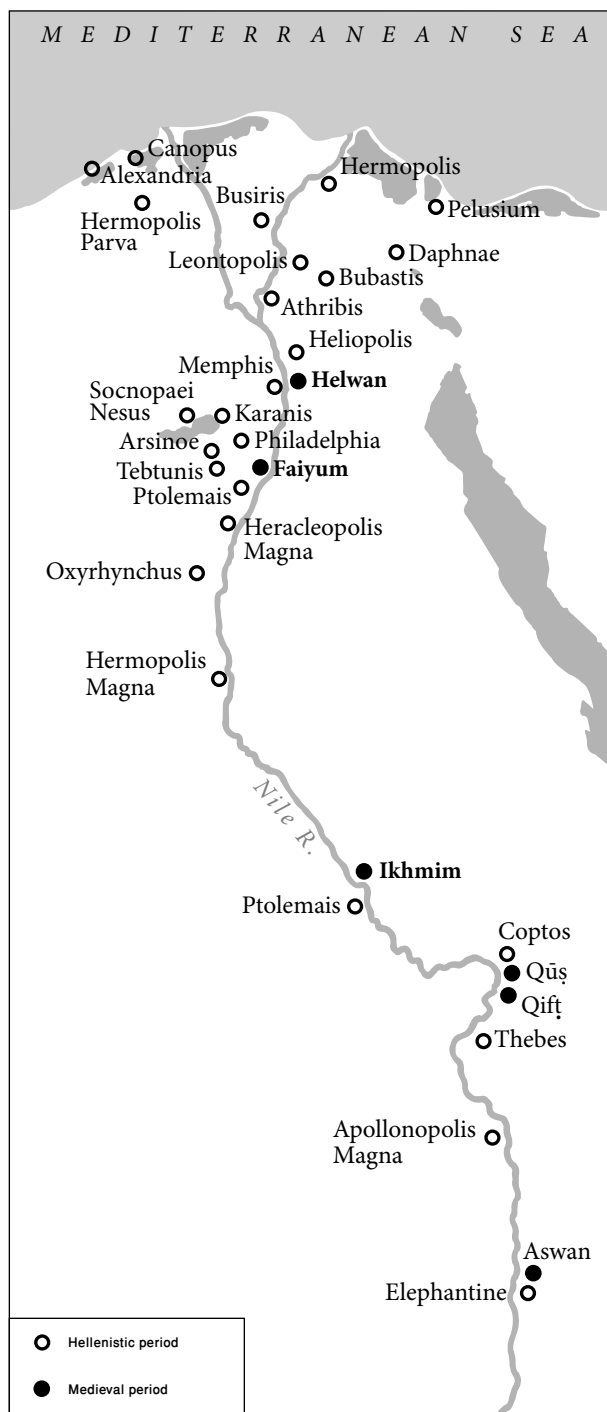 MEDITERRANEAN SEA
Canopus
Alexandria
Hermopolis
Parva
Busiris
Hermopolis
Pelusium
Leontopolis
Daphnae
Bubastis
Athribis
Heliopolis
Memphis
Helwan
Socnopaei
Nesus
Karanis
Arsinoe
Philadelphia
Tebtunis
Faiyum
Ptolemais
Heracleopolis
Magna
Oxyrhynchus
Hermopolis
Magna
Nile R.
Ikhmim
Ptolemais
Coptos
Qūṣ
Qifṭ
Thebes
Apollonopolis
Magna
Aswan
Elephantine
Hellenistic period
Medieval period